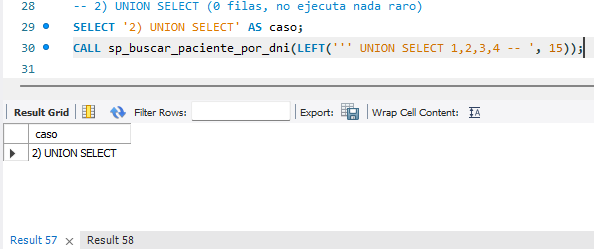 28 -- 2) UNION SELECT (0 filas, no ejecuta nada raro)
29 SELECT '2) UNION SELECT' AS caso;
30 CALL sp_buscar_paciente_por_dni(LEFT(''' UNION SELECT 1,2,3,4 -- ', 15));
31
Result Grid Filter Rows: Export: Wrap Cell Content: IA
caso
2) UNION SELECT
Result 57 × Result 58